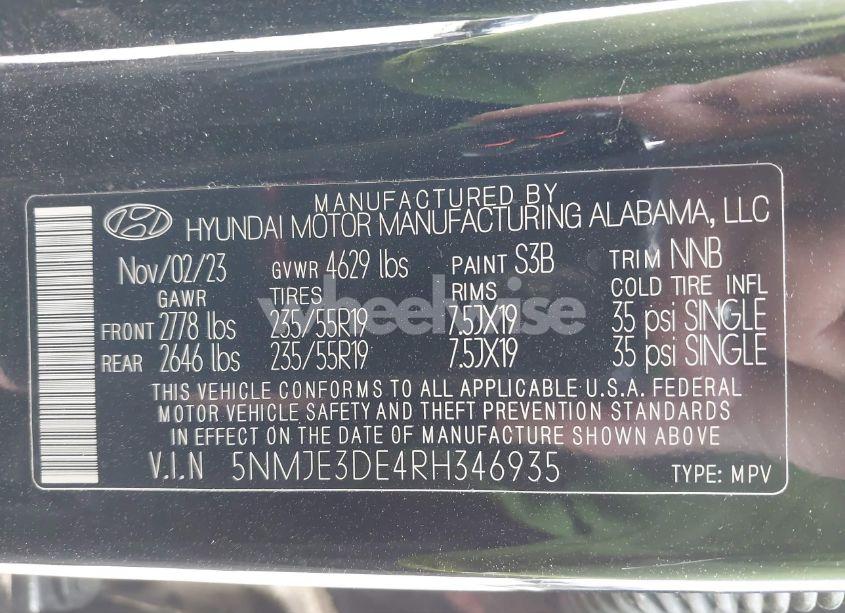 MANUFACTURED BY
HYUNDAI MOTOR MANUFACTURING ALABAMA, LLC
Nov/02/23 GVWR 4629 lbs PAINT S3B TRIM NNB
GAWR TIRES RIMS COLD TIRE INFL
FRONT 2778 lbs 235/55R19 7.5JX19 35 psi SINGLE
REAR 2646 lbs 235/55R19 7.5JX19 35 psi SINGLE
THIS VEHICLE CONFORMS TO ALL APPLICABLE U.S.A. FEDERAL
MOTOR VEHICLE SAFETY AND THEFT PREVENTION STANDARDS
IN EFFECT ON THE DATE OF MANUFACTURE SHOWN ABOVE
V.I.N 5NMJE3DE4RH346935 TYPE: MPV
wheelwise